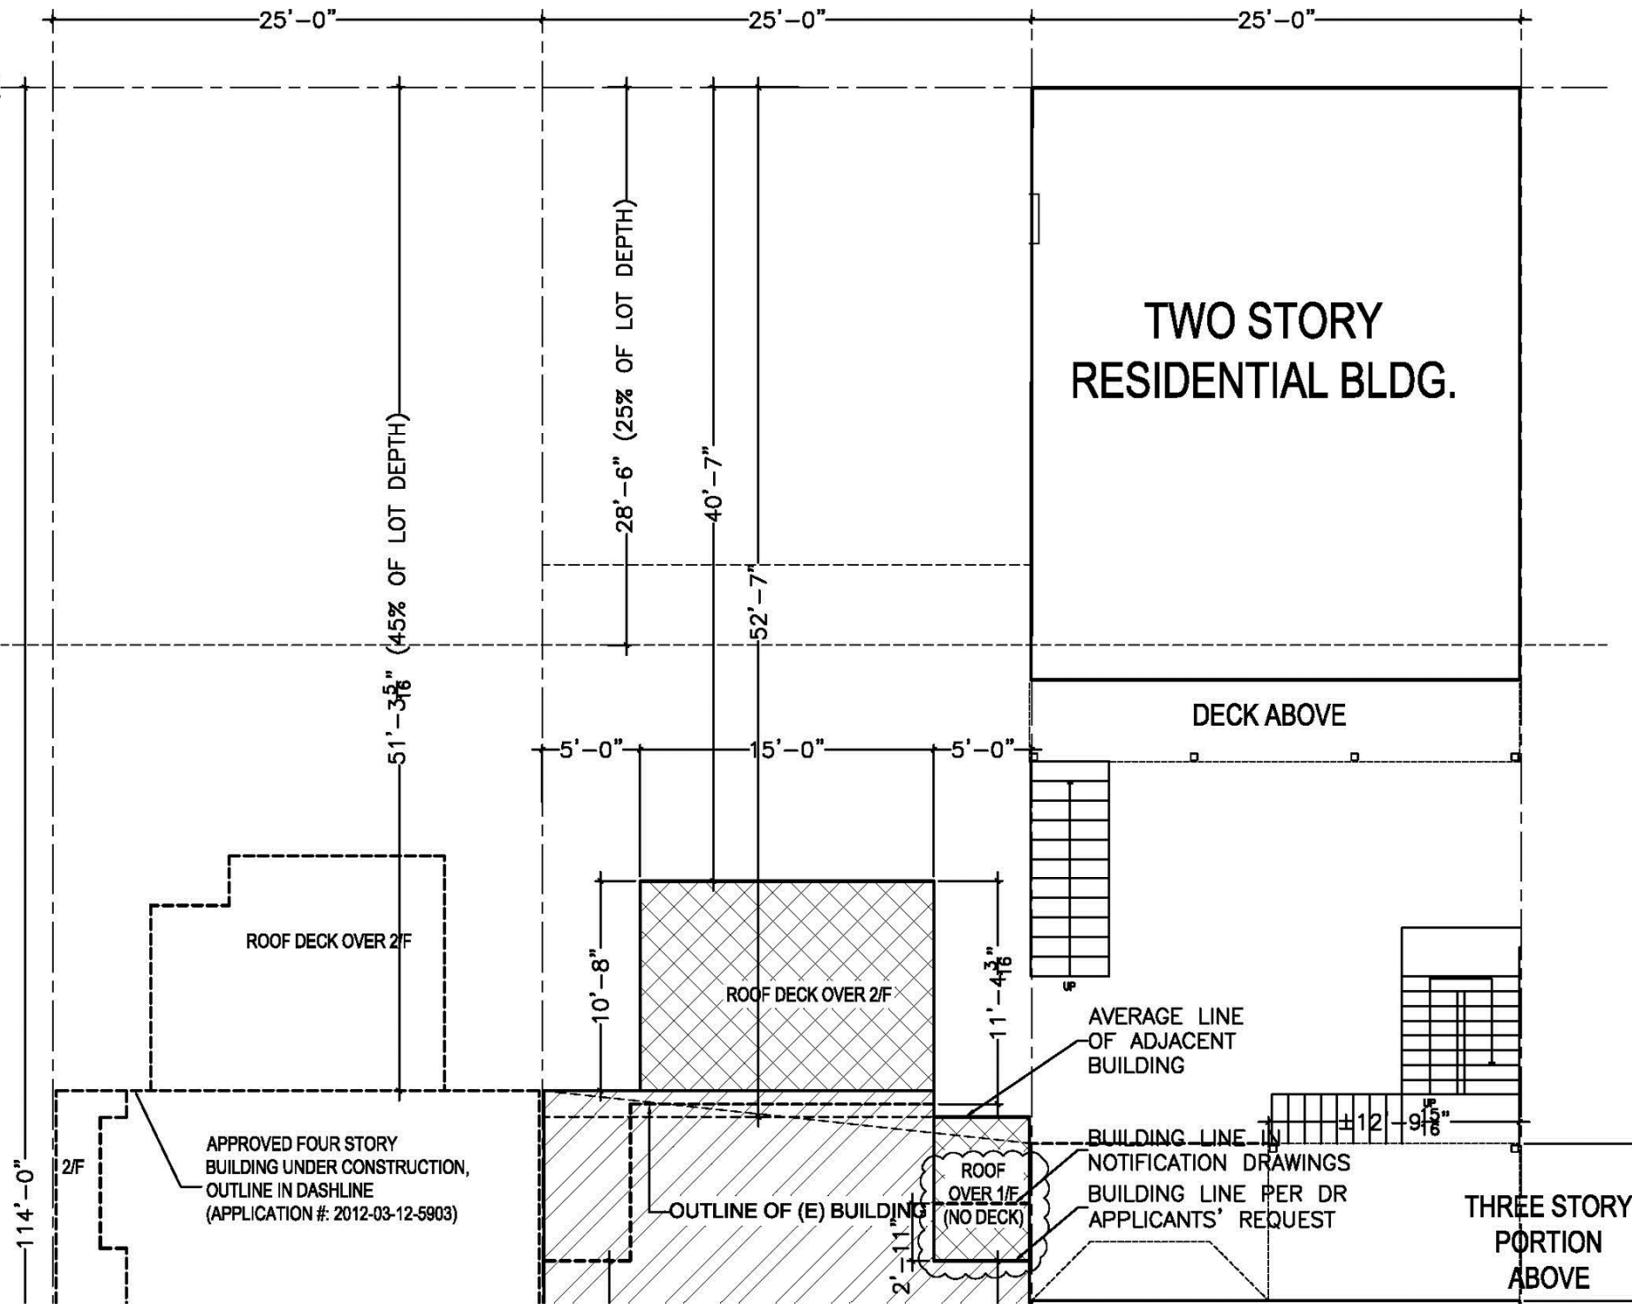 25'-0"
25'-0"
25'-0"
TWO STORY
RESIDENTIAL BLDG.
28'-6" (25% OF LOT DEPTH)
40'-7"
52'-7"
51'-3 5/16" (45% OF LOT DEPTH)
114'-0"
DECK ABOVE
5'-0"
15'-0"
5'-0"
ROOF DECK OVER 2/F
10'-8"
ROOF DECK OVER 2/F
11'-4 3/16"
UP
AVERAGE LINE
OF ADJACENT
BUILDING
UP
±12'-9 15/16"
2/F
APPROVED FOUR STORY
BUILDING UNDER CONSTRUCTION,
OUTLINE IN DASHLINE
(APPLICATION #: 2012-03-12-5903)
OUTLINE OF (E) BUILDING
ROOF
OVER 1/F
(NO DECK)
2'-11"
BUILDING LINE IN
NOTIFICATION DRAWINGS
BUILDING LINE PER DR
APPLICANTS' REQUEST
THREE STORY
PORTION
ABOVE